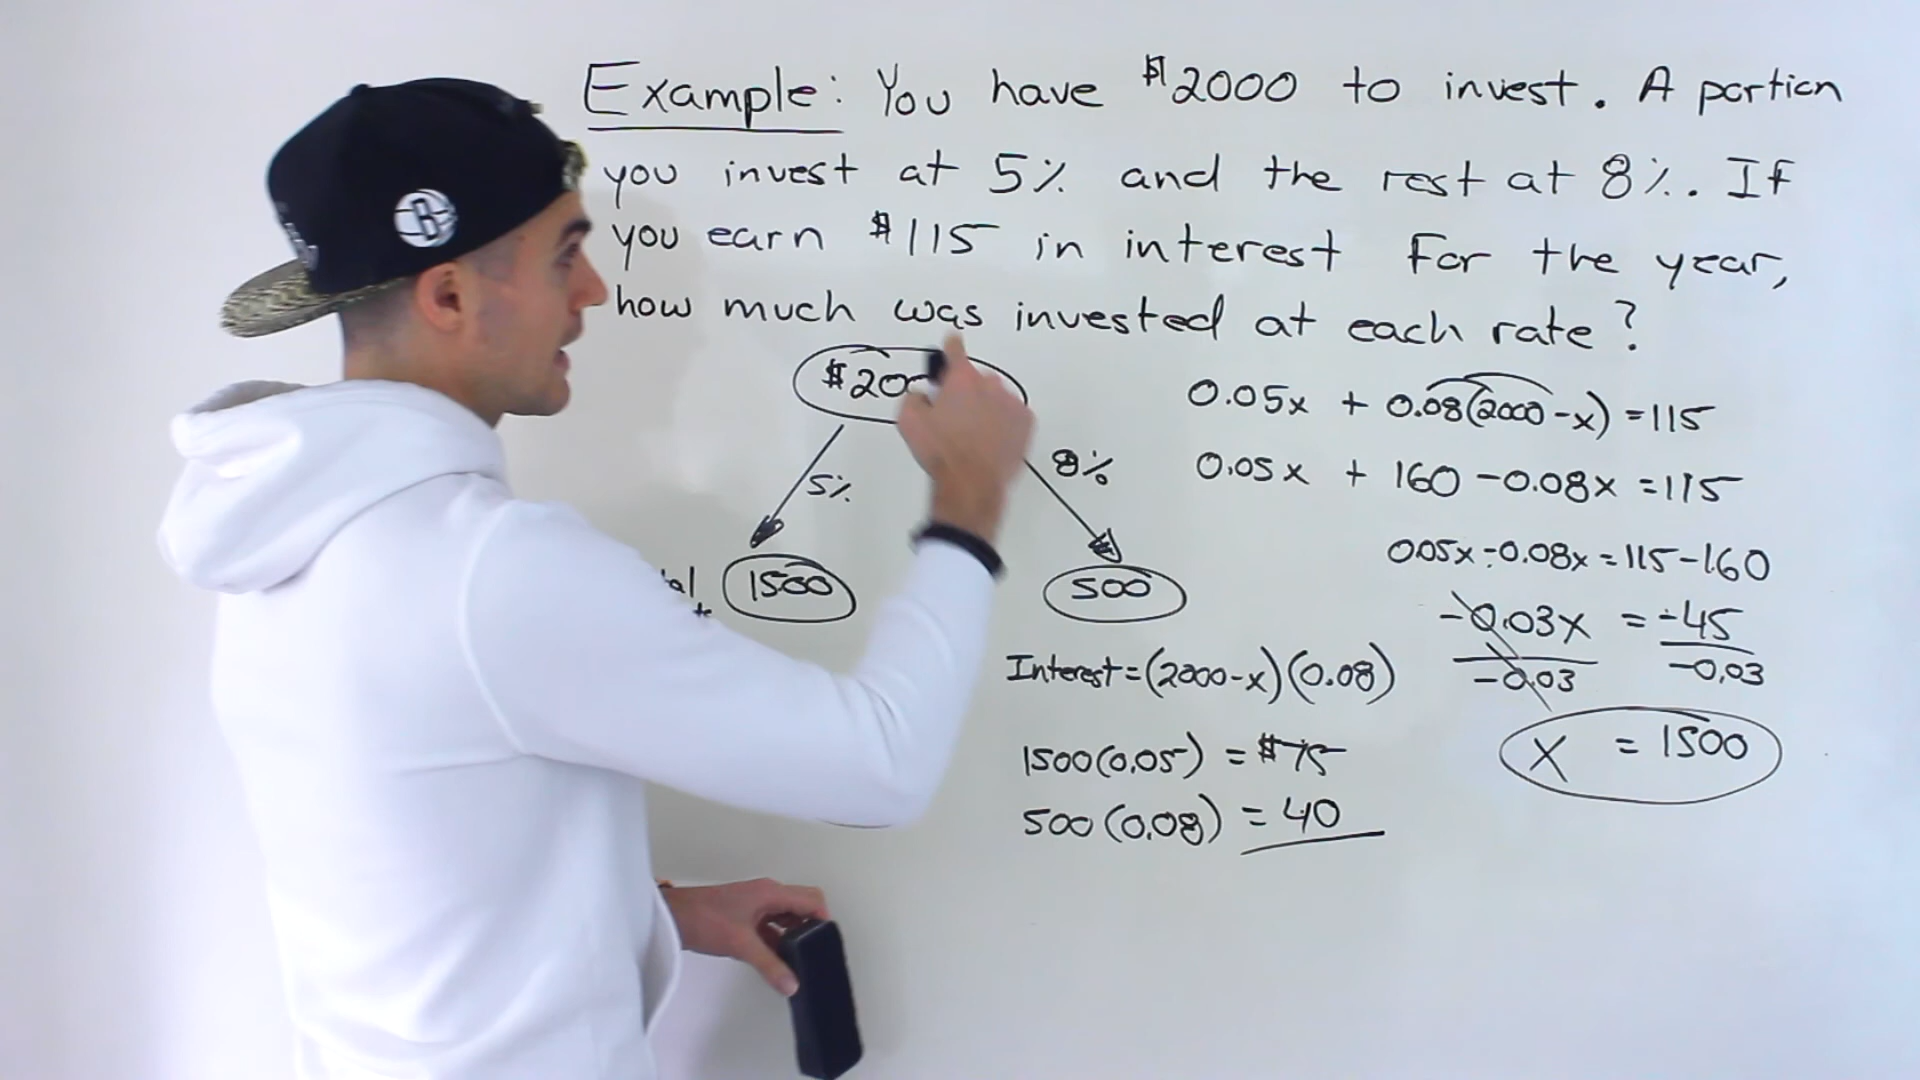 Example: You have $2000 to invest. A portion
you invest at 5% and the rest at 8%. If
you earn $115 in interest for the year,
how much was invested at each rate?
$200
5%
8%
1500
500
Interest=(2000-x)(0.08)
1500(0.05) = $75
500(0.08) = 40
0.05x + 0.08(2000-x) = 115
0.05x + 160 -0.08x = 115
0.05x-0.08x = 115-160
-0.03x = -45
-0.03 -0.03
x = 1500
B